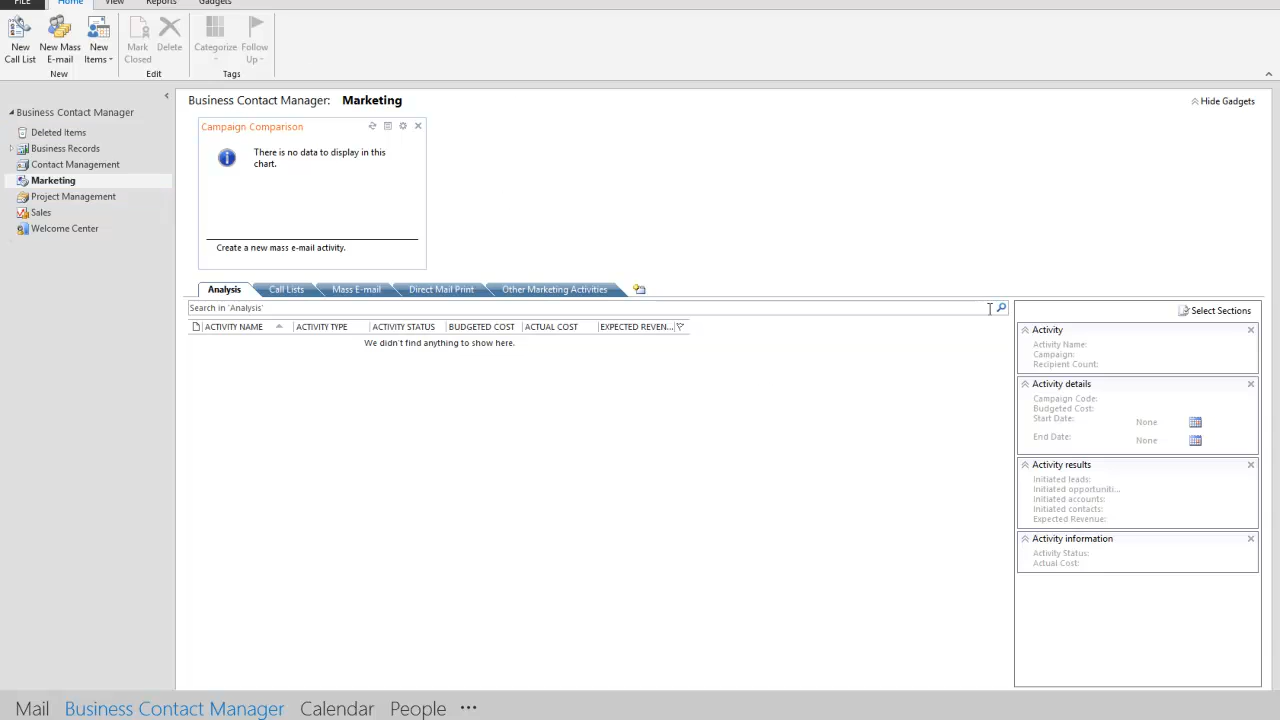 FILE Home View Reports Gadgets
New Call List
New Mass E-mail
New Items
Mark Closed
Delete
Categorize
Follow Up
New Edit Tags
Business Contact Manager
Deleted Items
Business Records
Contact Management
Marketing
Project Management
Sales
Welcome Center
Business Contact Manager: Marketing
Hide Gadgets
Campaign Comparison
There is no data to display in this
chart.
Create a new mass e-mail activity.
Analysis Call Lists Mass E-mail Direct Mail Print Other Marketing Activities
Search in 'Analysis'
ACTIVITY NAME ACTIVITY TYPE ACTIVITY STATUS BUDGETED COST ACTUAL COST EXPECTED REVEN...
We didn't find anything to show here.
Select Sections
Activity
Activity Name:
Campaign:
Recipient Count:
Activity details
Campaign Code:
Budgeted Cost:
Start Date: None
End Date: None
Activity results
Initiated leads:
Initiated opportuniti...
Initiated accounts:
Initiated contacts:
Expected Revenue:
Activity information
Activity Status:
Actual Cost:
Mail Business Contact Manager Calendar People ...